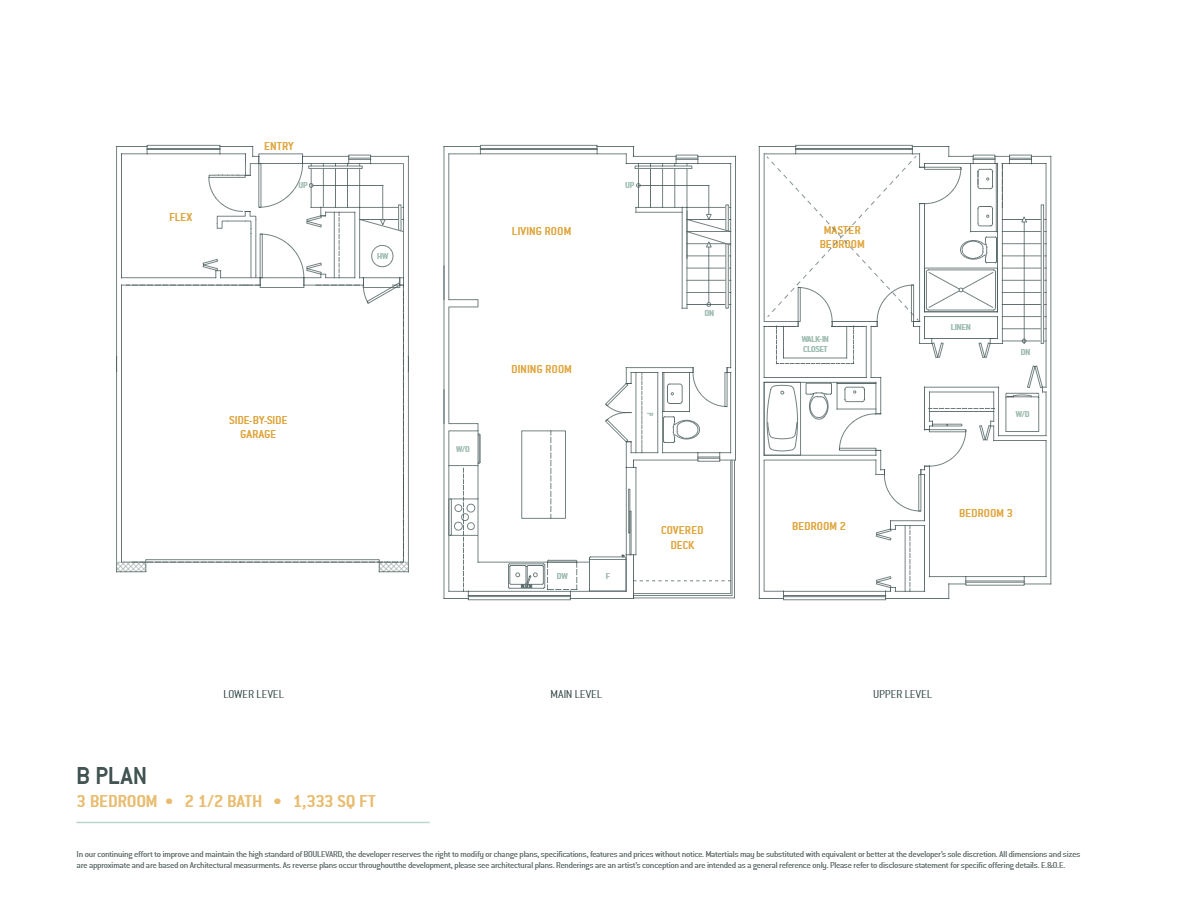 ENTRY
UP
FLEX
HW
SIDE-BY-SIDE
GARAGE
UP
LIVING ROOM
DN
DINING ROOM
P
W/O
COVERED
DECK
DW
F
MASTER
BEDROOM
LINEN
WALK-IN
CLOSET
DN
W/D
BEDROOM 2
BEDROOM 3
LOWER LEVEL
MAIN LEVEL
UPPER LEVEL
B PLAN
3 BEDROOM • 2 1/2 BATH • 1,333 SQ FT
In our continuing effort to improve and maintain the high standard of BOULEVARD, the developer reserves the right to modify or change plans, specifications, features and prices without notice. Materials may be substituted with equivalent or better at the developer's sole discretion. All dimensions and sizes
are approximate and are based on Architectural measurments. As reverse plans occur throughoutthe development, please see architectural plans. Renderings are an artist's conception and are intended as a general reference only. Please refer to disclosure statement for specific offering details. E.&O.E.